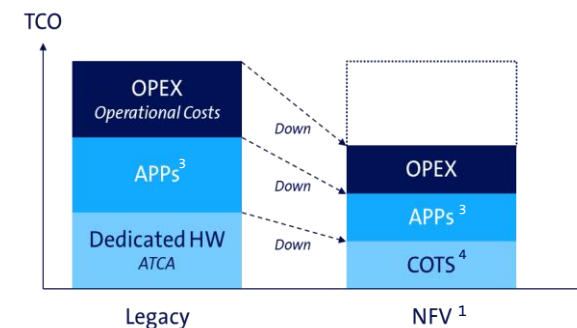 TCO
OPEX
Operational Costs
APPs³
Dedicated HW
ATCA
Legacy
Down
Down
Down
OPEX
APPs ³
COTS ⁴
NFV ¹